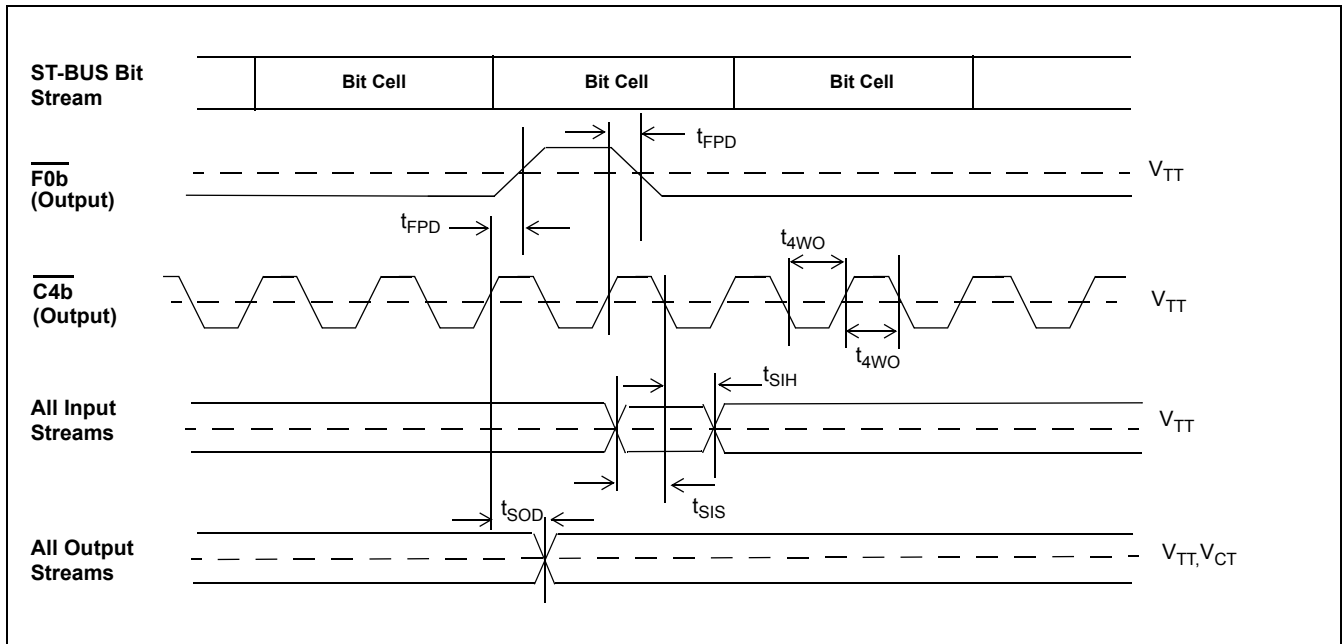 ST-BUS Bit
Stream
Bit Cell
Bit Cell
Bit Cell
tFPD
F0b
(Output)
VTT
tFPD
t4WO
C4b
(Output)
VTT
t4WO
tSIH
All Input
Streams
VTT
tSIS
tSOD
All Output
Streams
VTT,VCT